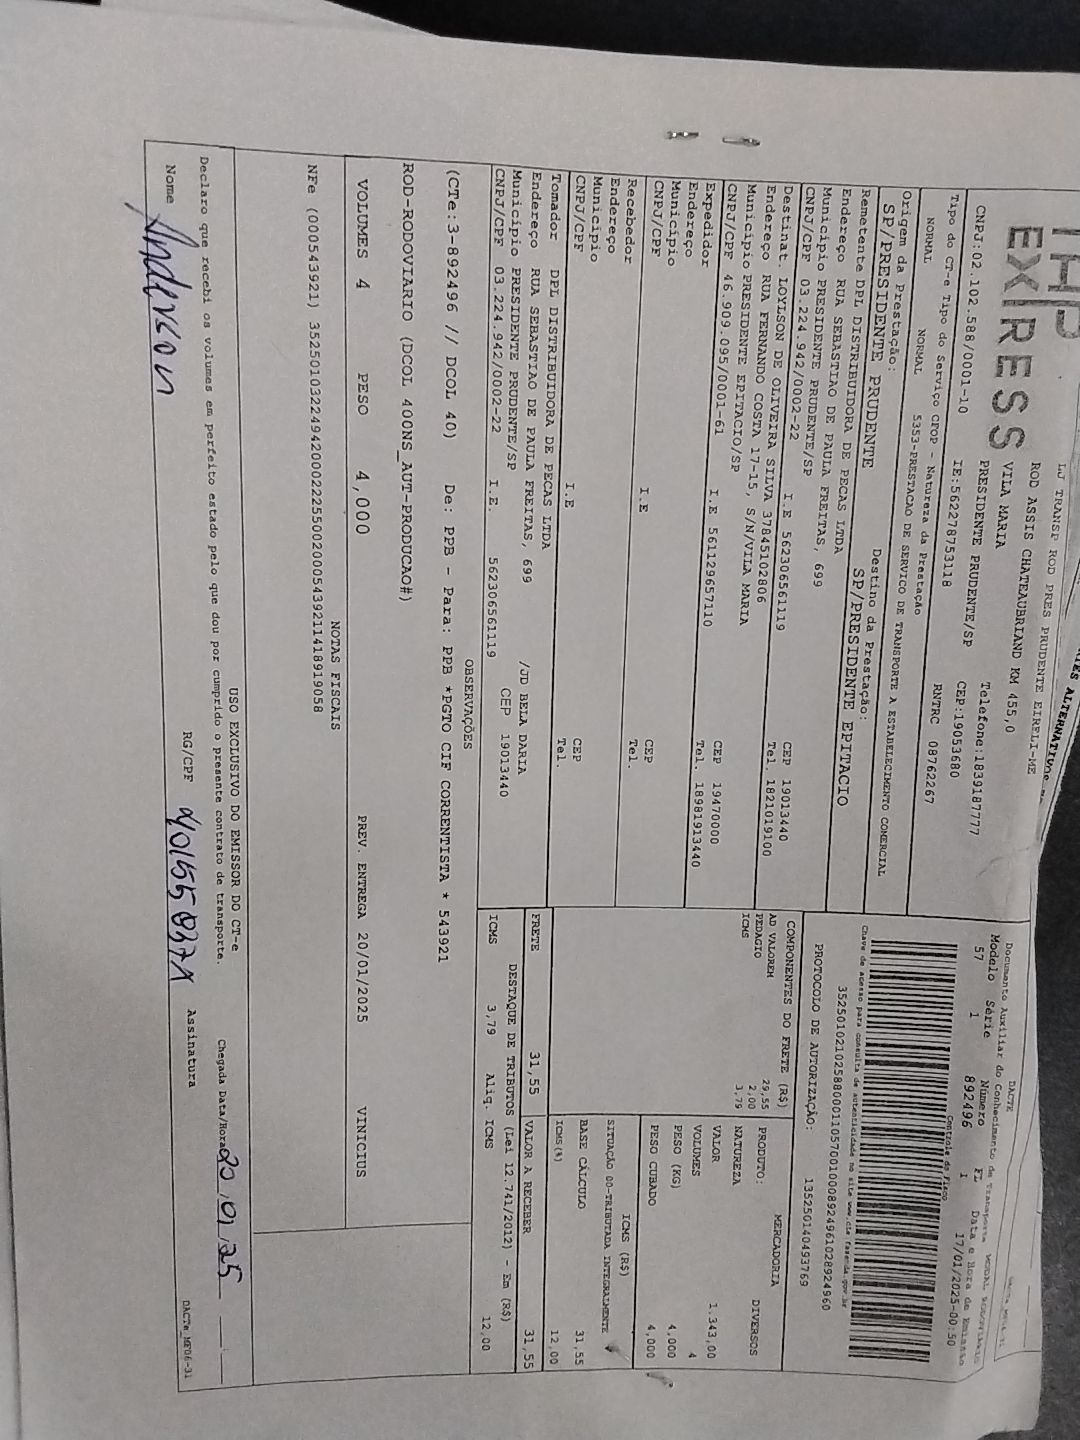 EX|RESS
LJ TRANSP ROD PRES PRUDENTE EIRELI-ME
ROD ASSIS CHATEAUBRIAND KM 455,0
VILA MARIA
PRESIDENTE PRUDENTE/SP CEP:19053680
CNPJ:02.102.588/0001-10 IE:562278753118 Telefone:1839187777
Tipo do CT-e Tipo do Serviço CFOP - Natureza da Prestação RNTRC 08762267
NORMAL NORMAL 5353-PRESTACAO DE SERVICO DE TRANSPORTE A ESTABELECIMENTO COMERCIAL
Origem da Prestação: Destino da Prestação:
SP/PRESIDENTE PRUDENTE SP/PRESIDENTE EPITACIO
Remetente DPL DISTRIBUIDORA DE PECAS LTDA
Endereço RUA SEBASTIAO DE PAULA FREITAS, 699
Município PRESIDENTE PRUDENTE/SP CEP 19013440
CNPJ/CPF 03.224.942/0002-22 I.E 562306561119 Tel. 1821019100
Destinat. LOYLSON DE OLIVEIRA SILVA 37845102806
Endereço RUA FERNANDO COSTA 17-15, S/N/VILA MARIA
Município PRESIDENTE EPITACIO/SP CEP 19470000
CNPJ/CPF 46.909.095/0001-61 I.E 561129657110 Tel. 18981913440
Expedidor
Endereço
Município CEP
CNPJ/CPF I.E Tel.
Recebedor
Endereço
Município CEP
CNPJ/CPF I.E Tel.
Tomador DPL DISTRIBUIDORA DE PECAS LTDA
Endereço RUA SEBASTIAO DE PAULA FREITAS, 699 /JD BELA DARIA
Município PRESIDENTE PRUDENTE/SP CEP 19013440
CNPJ/CPF 03.224.942/0002-22 I.E. 562306561119
DACTE
Documento Auxiliar do Conhecimento de Transporte MODAL RODOVIÁRIO
Modelo Série Número FL Data e Hora de Emissão
57 1 892496 1 17/01/2025-00:50
Controle do Fisco
Chave de acesso para consulta de autenticidade no site www.cte.fazenda.gov.br
35250102102588000110570010008924961028924960
PROTOCOLO DE AUTORIZAÇÃO: 135250140493769
COMPONENTES DO FRETE (R$)
AD VALOREM 29,55
PEDAGIO 2,00
ICMS 3,79
MERCADORIA
PRODUTO: DIVERSOS
NATUREZA
VALOR 1.343,00
VOLUMES 4
PESO (KG) 4,000
PESO CUBADO 4,000
ICMS (R$)
SITUAÇÃO 00-TRIBUTADA INTEGRALMENTE
BASE CÁLCULO 31,55
ICMS(%) 12,00
FRETE 31,55 VALOR A RECEBER 31,55
DESTAQUE DE TRIBUTOS (Lei 12.741/2012) - Em (R$)
ICMS 3,79 Aliq. ICMS 12,00
OBSERVAÇÕES
(CTe:3-892496 // DCOL 40) De: PPB - Para: PPB *PGTO CIF CORRENTISTA * 543921
ROD-RODOVIARIO (DCOL 400NS_AUT-PRODUCAO#)
VOLUMES 4 PESO 4,000 PREV. ENTREGA 20/01/2025 VINICIUS
NOTAS FISCAIS
NFe (000543921) 35250103224942000222550020005439211418919058
USO EXCLUSIVO DO EMISSOR DO CT-e
Declaro que recebi os volumes em perfeito estado pelo que dou por cumprido o presente contrato de transporte. Chegada Data/Hora 20/01/25
Nome Anderson RG/CPF Assinatura
DACTe_MF06-31